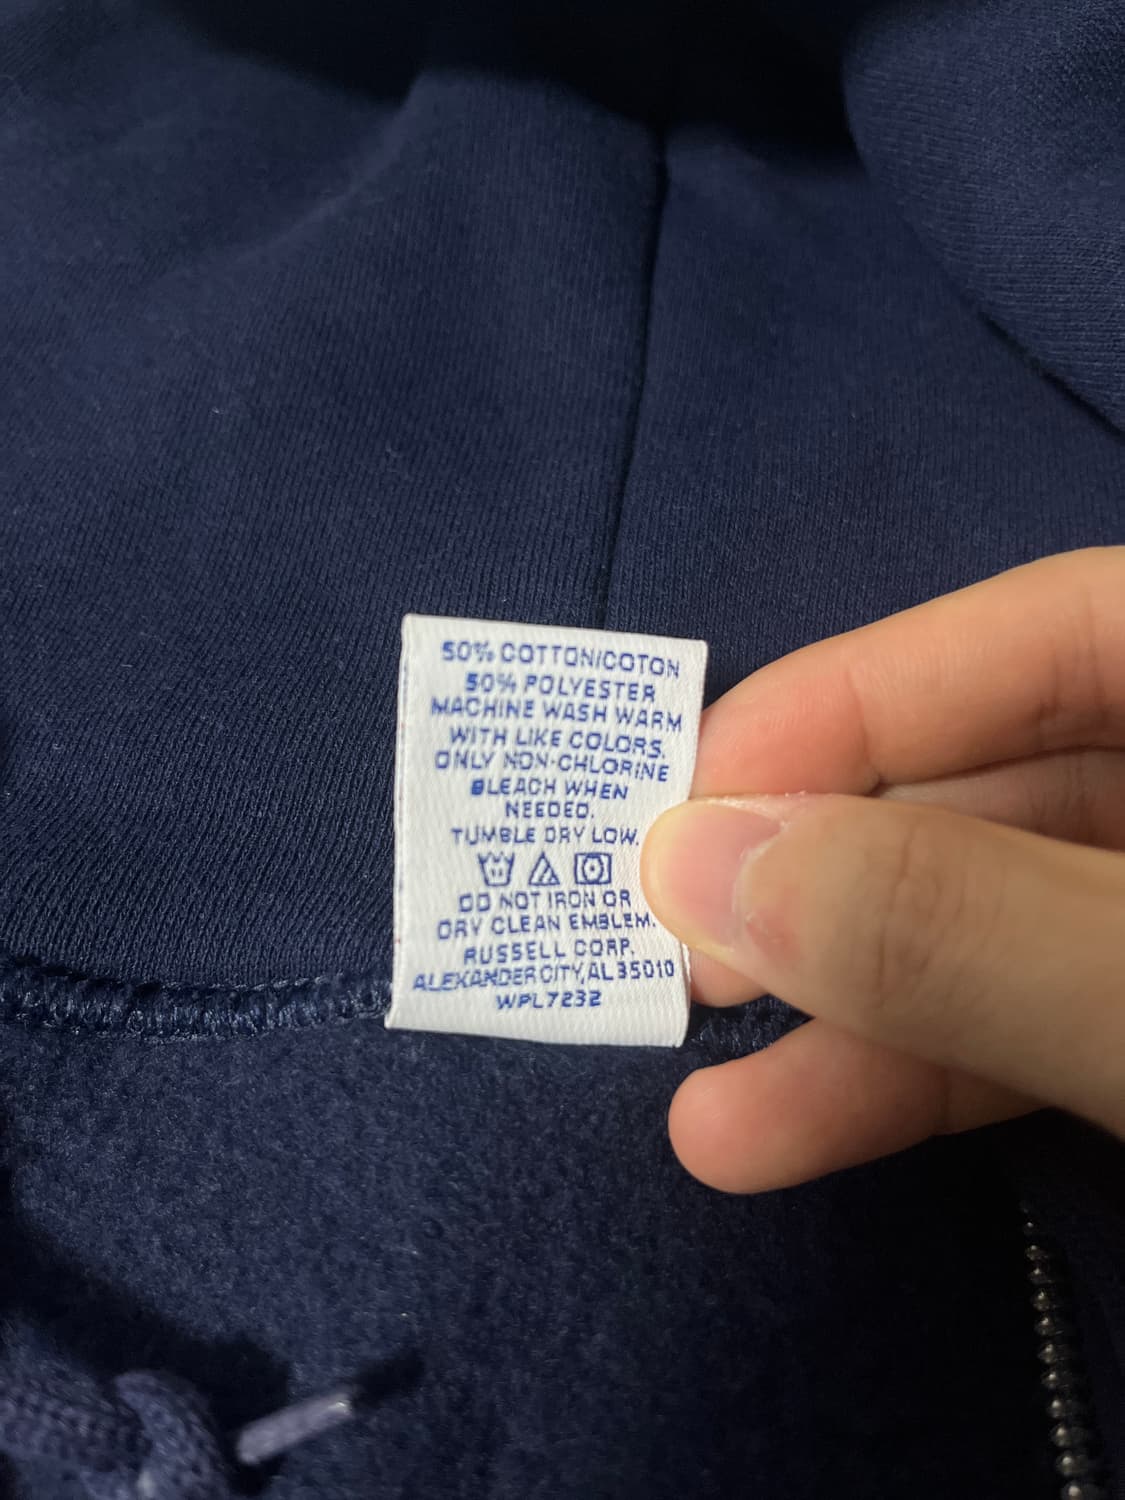 50% COTTON/COTON
50% POLYESTER
MACHINE WASH WARM
WITH LIKE COLORS.
ONLY NON-CHLORINE
BLEACH WHEN
NEEDED.
TUMBLE DRY LOW.
DO NOT IRON OR
DRY CLEAN EMBLEM.
RUSSELL CORP.
ALEXANDER CITY, AL 35010
WPL7232